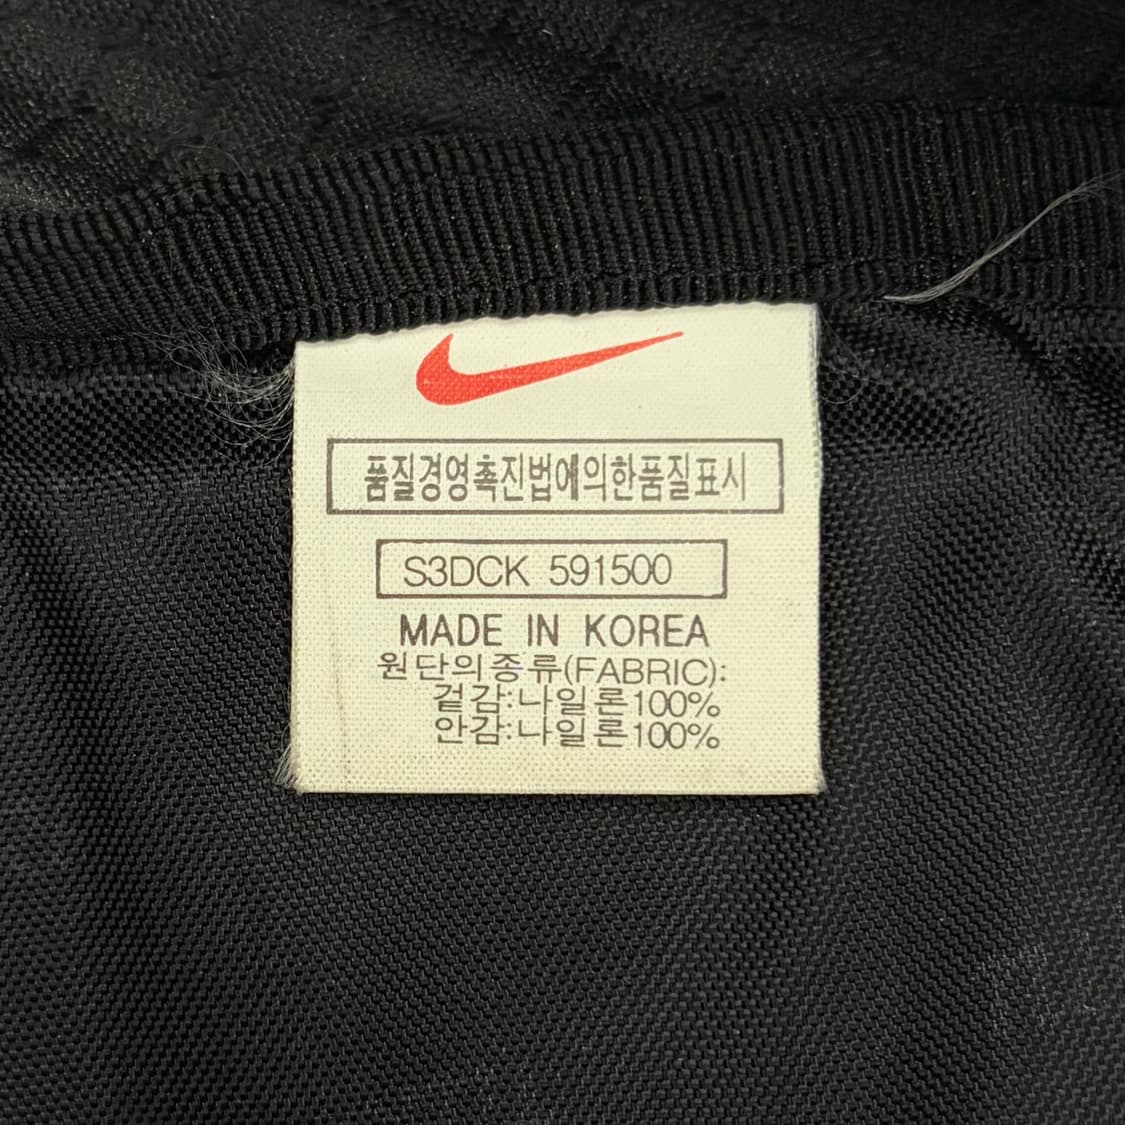 품질경영촉진법에의한품질표시
S3DCK 591500
MADE IN KOREA
원단의종류(FABRIC):
겉감:나일론100%
안감:나일론100%